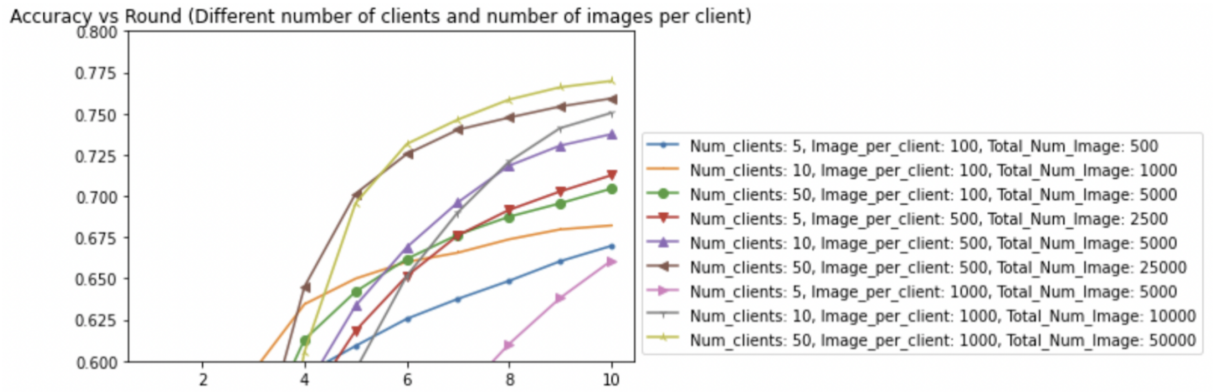 Accuracy vs Round (Different number of clients and number of images per client)
0.800
0.775
0.750
0.725
0.700
0.675
0.650
0.625
0.600
2 4 6 8 10
Num_clients: 5, Image_per_client: 100, Total_Num_Image: 500
Num_clients: 10, Image_per_client: 100, Total_Num_Image: 1000
Num_clients: 50, Image_per_client: 100, Total_Num_Image: 5000
Num_clients: 5, Image_per_client: 500, Total_Num_Image: 2500
Num_clients: 10, Image_per_client: 500, Total_Num_Image: 5000
Num_clients: 50, Image_per_client: 500, Total_Num_Image: 25000
Num_clients: 5, Image_per_client: 1000, Total_Num_Image: 5000
Num_clients: 10, Image_per_client: 1000, Total_Num_Image: 10000
Num_clients: 50, Image_per_client: 1000, Total_Num_Image: 50000